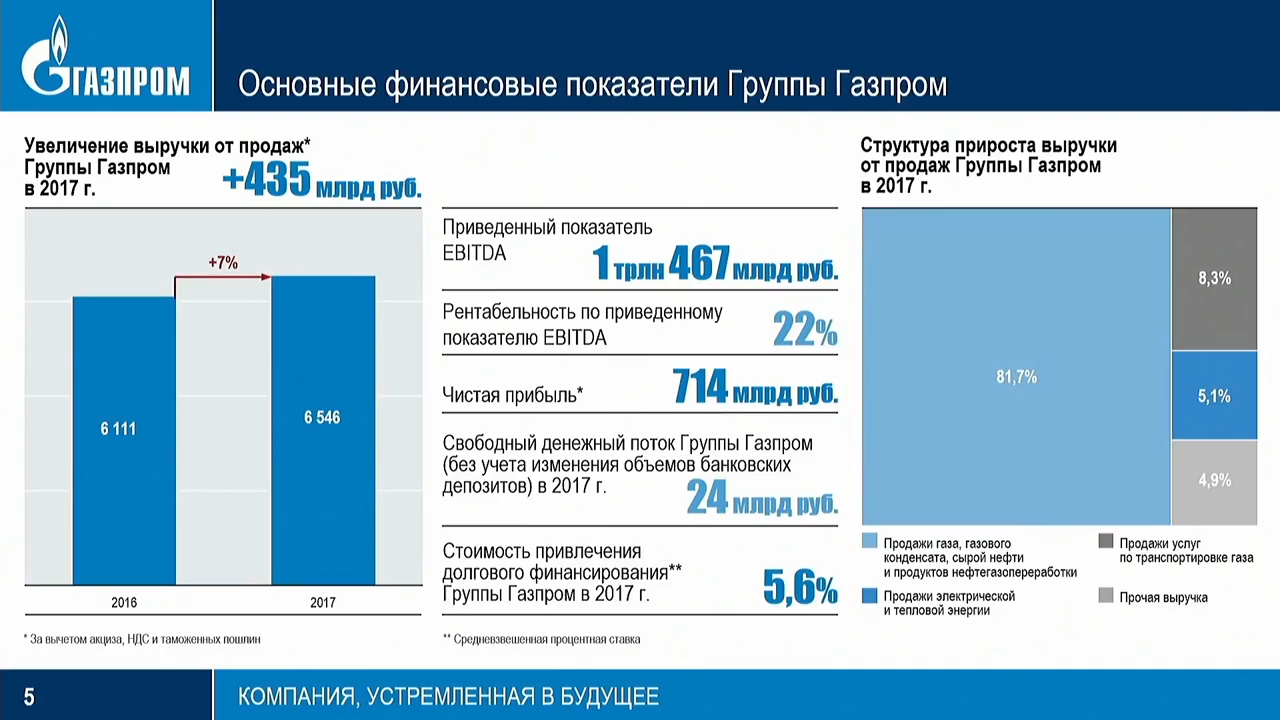 ГАЗПРОМ
Основные финансовые показатели Группы Газпром
Увеличение выручки от продаж*
Группы Газпром
в 2017 г.
+435 млрд руб.
+7%
6 111
6 546
2016
2017
* За вычетом акциза, НДС и таможенных пошлин
Приведенный показатель
EBITDA
1 трлн 467 млрд руб.
Рентабельность по приведенному
показателю EBITDA
22%
Чистая прибыль*
714 млрд руб.
Свободный денежный поток Группы Газпром
(без учета изменения объемов банковских
депозитов) в 2017 г.
24 млрд руб.
Стоимость привлечения
долгового финансирования**
Группы Газпром в 2017 г.
5,6%
** Средневзвешенная процентная ставка
Структура прироста выручки
от продаж Группы Газпром
в 2017 г.
81,7%
8,3%
5,1%
4,9%
Продажи газа, газового
конденсата, сырой нефти
и продуктов нефтегазопереработки
Продажи электрической
и тепловой энергии
Продажи услуг
по транспортировке газа
Прочая выручка
5
КОМПАНИЯ, УСТРЕМЛЕННАЯ В БУДУЩЕЕ